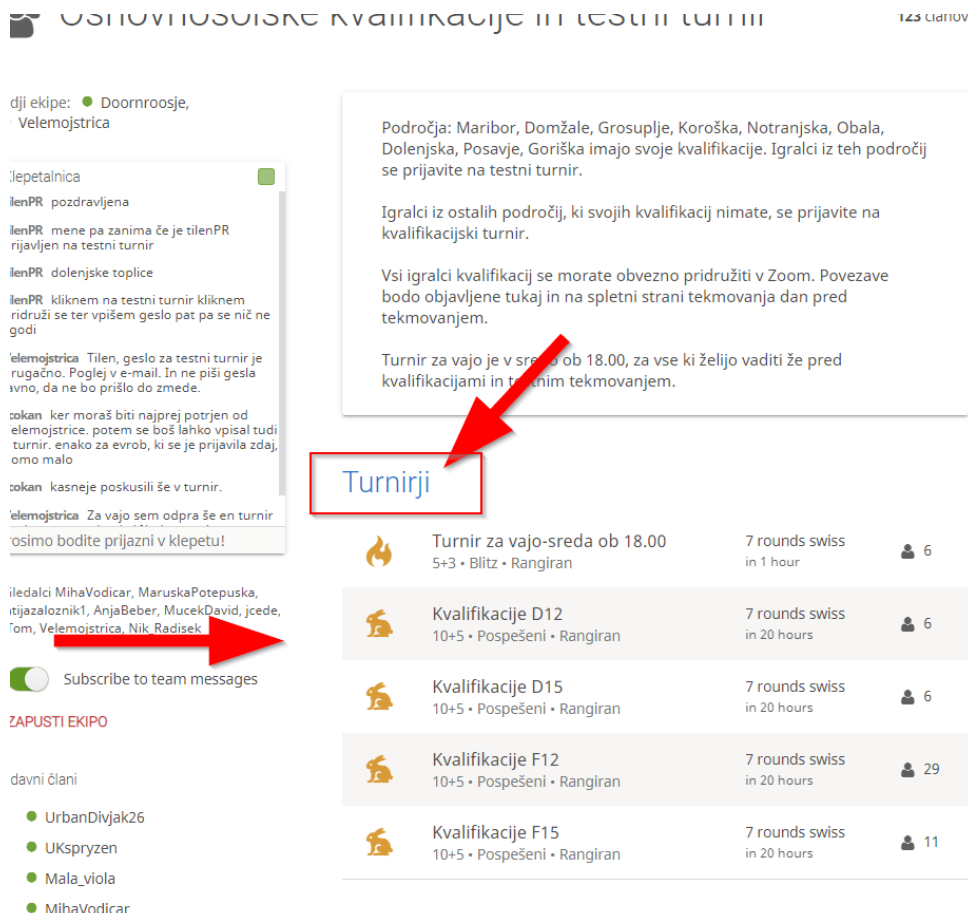 Osnovnošolske kvalifikacije in testni turnir
123 članov
dji ekipe: Doornroosje,
Velemojstrica
Klepetalnica
ilenPR pozdravljena
ilenPR mene pa zanima če je tilenPR
rijavljen na testni turnir
ilenPR dolenjske toplice
ilenPR kliknem na testni turnir kliknem
ridruži se ter vpišem geslo pat pa se nič ne
godi
Velemojstrica Tilen, geslo za testni turnir je
rugačno. Poglej v e-mail. In ne piši gesla
avno, da ne bo prišlo do zmede.
cokan ker moraš biti najprej potrjen od
velemojstrice. potem se boš lahko vpisal tudi
turnir. enako za evrob, ki se je prijavila zdaj,
omo malo
cokan kasneje poskusili še v turnir.
Velemojstrica Za vajo sem odpra še en turnir
rosimo bodite prijazni v klepetu!
ledalci MihaVodicar, MaruskaPotepuska,
atijazaloznik1, AnjaBeber, MucekDavid, jcede,
Tom, Velemojstrica, Nik_Radisek
Subscribe to team messages
ZAPUSTI EKIPO
davni člani
UrbanDivjak26
UKspryzen
Mala_viola
MihaVodicar
Področja: Maribor, Domžale, Grosuplje, Koroška, Notranjska, Obala,
Dolenjska, Posavje, Goriška imajo svoje kvalifikacije. Igralci iz teh področij
se prijavite na testni turnir.
Igralci iz ostalih področij, ki svojih kvalifikacij nimate, se prijavite na
kvalifikacijski turnir.
Vsi igralci kvalifikacij se morate obvezno pridružiti v Zoom. Povezave
bodo objavljene tukaj in na spletni strani tekmovanja dan pred
tekmovanjem.
Turnir za vajo je v sredo ob 18.00, za vse ki želijo vaditi že pred
kvalifikacijami in testnim tekmovanjem.
Turnirji
Turnir za vajo-sreda ob 18.00 7 rounds swiss 6
5+3 • Blitz • Rangiran in 1 hour
Kvalifikacije D12 7 rounds swiss 6
10+5 • Pospešeni • Rangiran in 20 hours
Kvalifikacije D15 7 rounds swiss 6
10+5 • Pospešeni • Rangiran in 20 hours
Kvalifikacije F12 7 rounds swiss 29
10+5 • Pospešeni • Rangiran in 20 hours
Kvalifikacije F15 7 rounds swiss 11
10+5 • Pospešeni • Rangiran in 20 hours